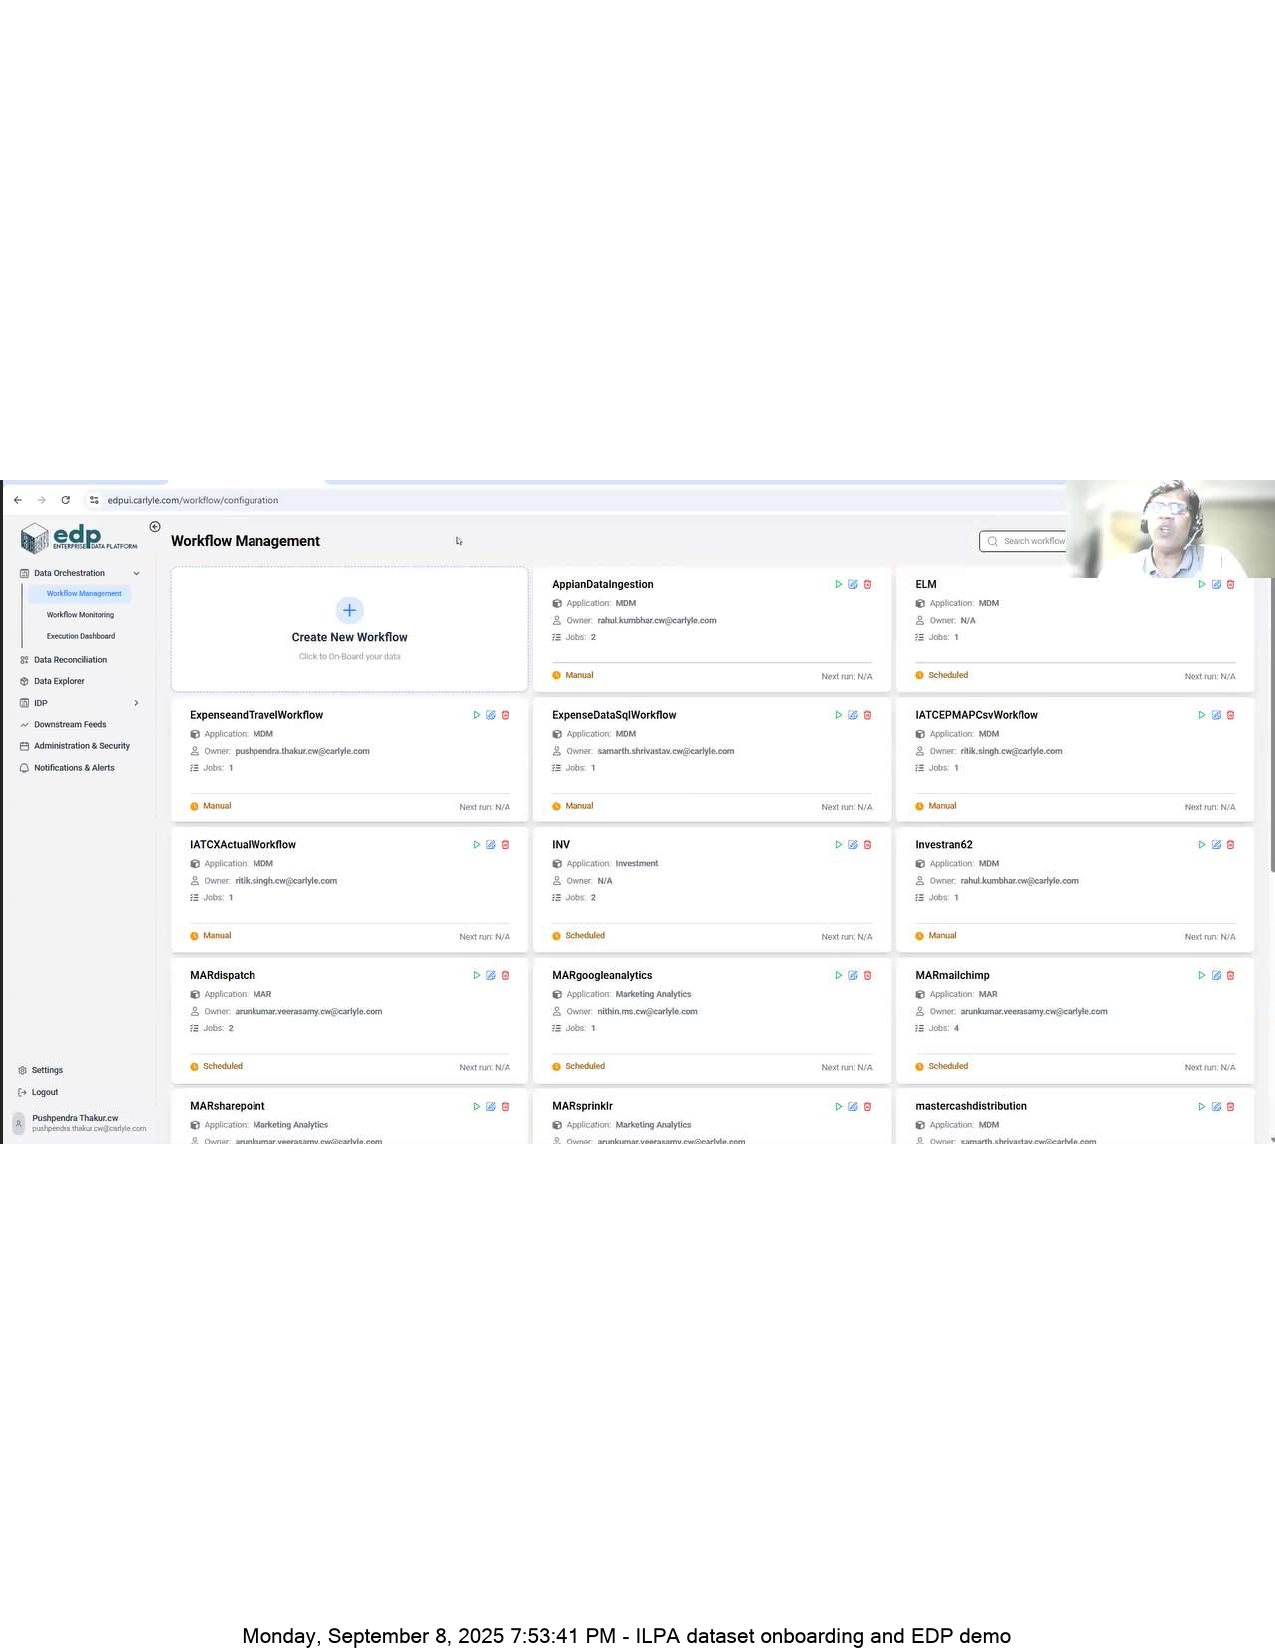 edpui.carlyle.com/workflow/configuration
edp
ENTERPRISE DATA PLATFORM
Workflow Management
Search workflow
Data Orchestration
Workflow Management
Workflow Monitoring
Execution Dashboard
Data Reconciliation
Data Explorer
IDP
Downstream Feeds
Administration & Security
Notifications & Alerts
Settings
Logout
Pushpendra Thakur.cw
pushpendra.thakur.cw@carlyle.com
Create New Workflow
Click to On-Board your data
AppianDataIngestion
Application: MDM
Owner: rahul.kumbhar.cw@carlyle.com
Jobs: 2
Manual
Next run: N/A
ELM
Application: MDM
Owner: N/A
Jobs: 1
Scheduled
Next run: N/A
ExpenseandTravelWorkflow
Application: MDM
Owner: pushpendra.thakur.cw@carlyle.com
Jobs: 1
Manual
Next run: N/A
ExpenseDataSqlWorkflow
Application: MDM
Owner: samarth.shrivastav.cw@carlyle.com
Jobs: 1
Manual
Next run: N/A
IATCEPMAPCsvWorkflow
Application: MDM
Owner: ritik.singh.cw@carlyle.com
Jobs: 1
Manual
Next run: N/A
IATCXActualWorkflow
Application: MDM
Owner: ritik.singh.cw@carlyle.com
Jobs: 1
Manual
Next run: N/A
INV
Application: Investment
Owner: N/A
Jobs: 2
Scheduled
Next run: N/A
Investran62
Application: MDM
Owner: rahul.kumbhar.cw@carlyle.com
Jobs: 1
Manual
Next run: N/A
MARdispatch
Application: MAR
Owner: arunkumar.veerasamy.cw@carlyle.com
Jobs: 2
Scheduled
Next run: N/A
MARgoogleanalytics
Application: Marketing Analytics
Owner: nithin.ms.cw@carlyle.com
Jobs: 1
Scheduled
Next run: N/A
MARmailchimp
Application: MAR
Owner: arunkumar.veerasamy.cw@carlyle.com
Jobs: 4
Scheduled
Next run: N/A
MARsharepoint
Application: Marketing Analytics
Owner: arunkumar.veerasamy.cw@carlyle.com
MARsprinklr
Application: Marketing Analytics
Owner: arunkumar.veerasamy.cw@carlyle.com
mastercashdistribution
Application: MDM
Owner: samarth.shrivastav.cw@carlyle.com
Monday, September 8, 2025 7:53:41 PM - ILPA dataset onboarding and EDP demo